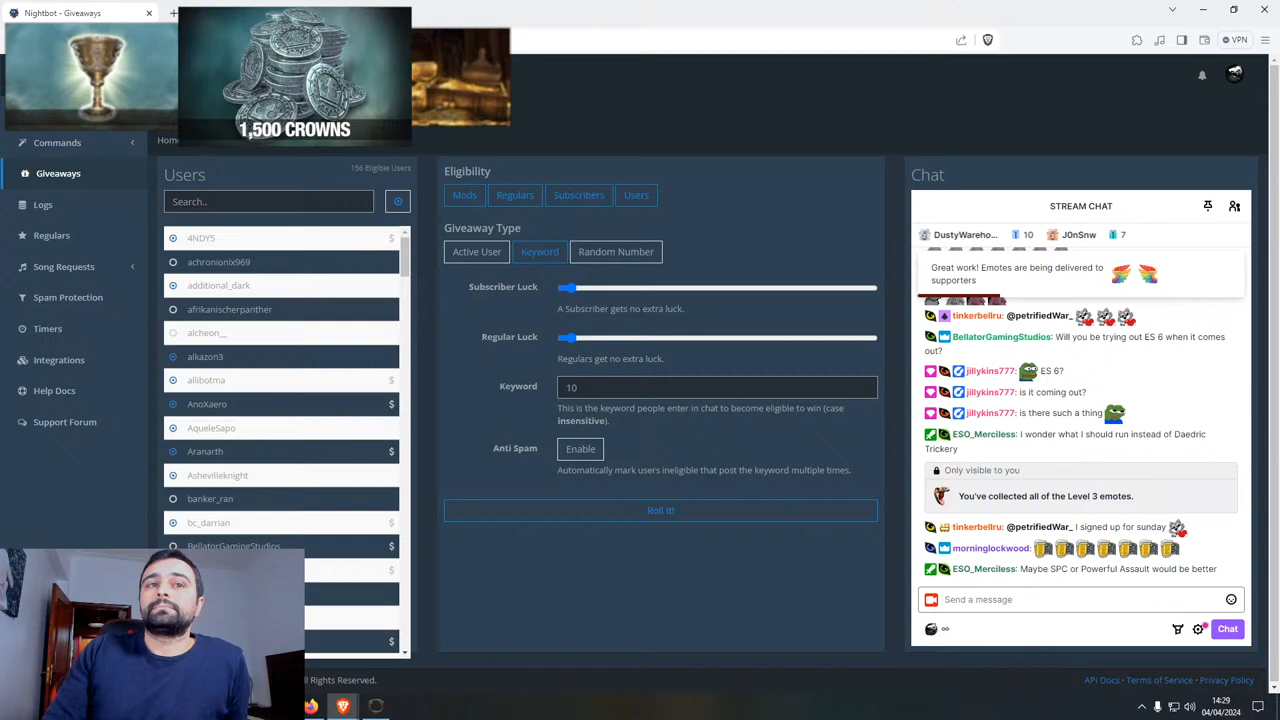 Nightbot - Giveaways
VPN
1,500 CROWNS
Commands
Giveaways
Logs
Regulars
Song Requests
Spam Protection
Timers
Integrations
Help Docs
Support Forum
Home
Users
156 Eligible Users
Search..
4NDY5 $
achronionix969
additional_dark
afrikanischerpanther
alcheon__
alkazon3
allibotma $
AnoXaero $
AqueleSapo
Aranarth $
Ashevilleknight
banker_ran
bc_darrian $
BellatorGamingStudios $
$
$
Eligibility
Mods
Regulars
Subscribers
Users
Giveaway Type
Active User
Keyword
Random Number
Subscriber Luck
A Subscriber gets no extra luck.
Regular Luck
Regulars get no extra luck.
Keyword
10
This is the keyword people enter in chat to become eligible to win (case
insensitive).
Anti Spam
Enable
Automatically mark users ineligible that post the keyword multiple times.
Roll It!
Chat
STREAM CHAT
DustyWareho... 10 J0nSnw 7
Great work! Emotes are being delivered to
supporters
tinkerbellru: @petrifiedWar_
BellatorGamingStudios: Will you be trying out ES 6 when it comes
out?
jillykins777: ES 6?
jillykins777: is it coming out?
jillykins777: is there such a thing
ESO_Merciless: I wonder what I should run instead of Daedric
Trickery
Only visible to you
You've collected all of the Level 3 emotes.
tinkerbellru: @petrifiedWar_ I signed up for sunday
morninglockwood:
ESO_Merciless: Maybe SPC or Powerful Assault would be better
Send a message
∞
Chat
ll Rights Reserved.
API Docs • Terms of Service • Privacy Policy
14:29
04/04/2024